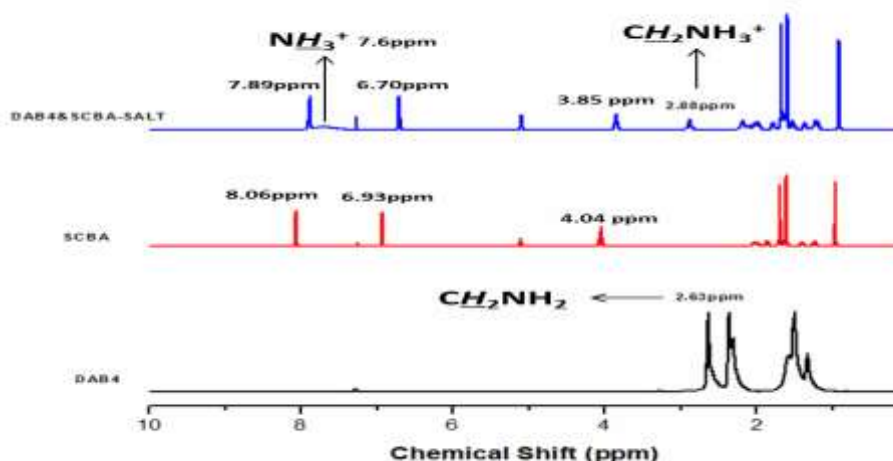 NH₃⁺ 7.6ppm
CH₂NH₃⁺
7.89ppm
6.70ppm
3.85 ppm
2.88ppm
DAB4&SCBA-SALT
8.06ppm
6.93ppm
4.04 ppm
SCBA
CH₂NH₂
2.63ppm
DAB4
10 8 6 4 2
Chemical Shift (ppm)